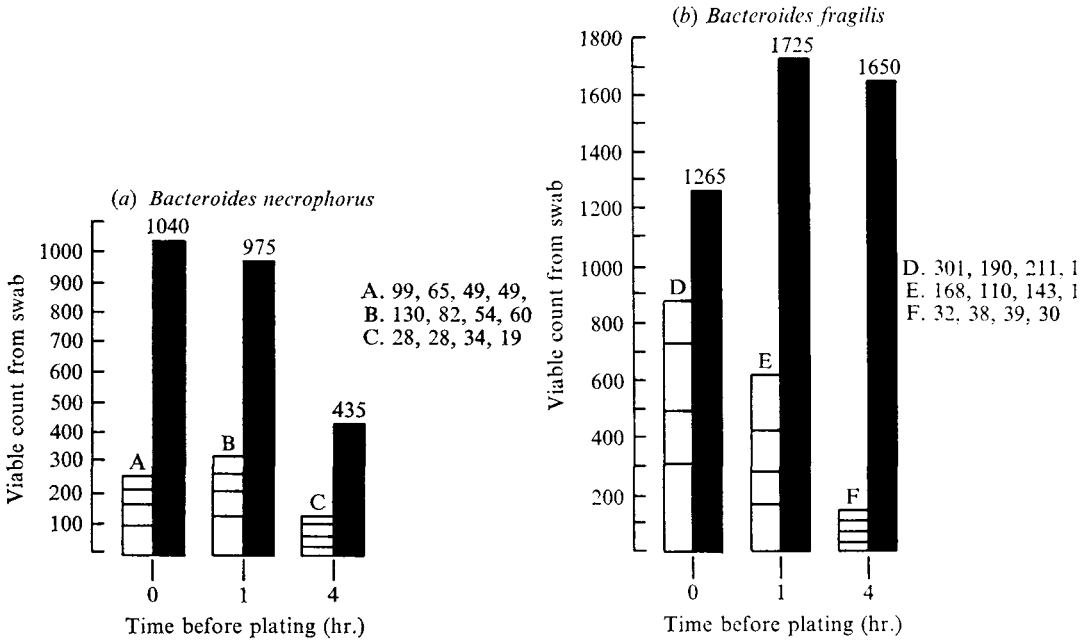 (a) Bacteroides necrophorus
Viable count from swab
1000
900
800
700
600
500
400
300
200
100
1040
975
435
A
B
C
0
1
4
Time before plating (hr.)
A. 99, 65, 49, 49,
B. 130, 82, 54, 60
C. 28, 28, 34, 19
(b) Bacteroides fragilis
Viable count from swab
1800
1600
1400
1200
1000
800
600
400
200
1265
1725
1650
D
E
F
0
1
4
Time before plating (hr.)
D. 301, 190, 211, 1
E. 168, 110, 143, 1
F. 32, 38, 39, 30